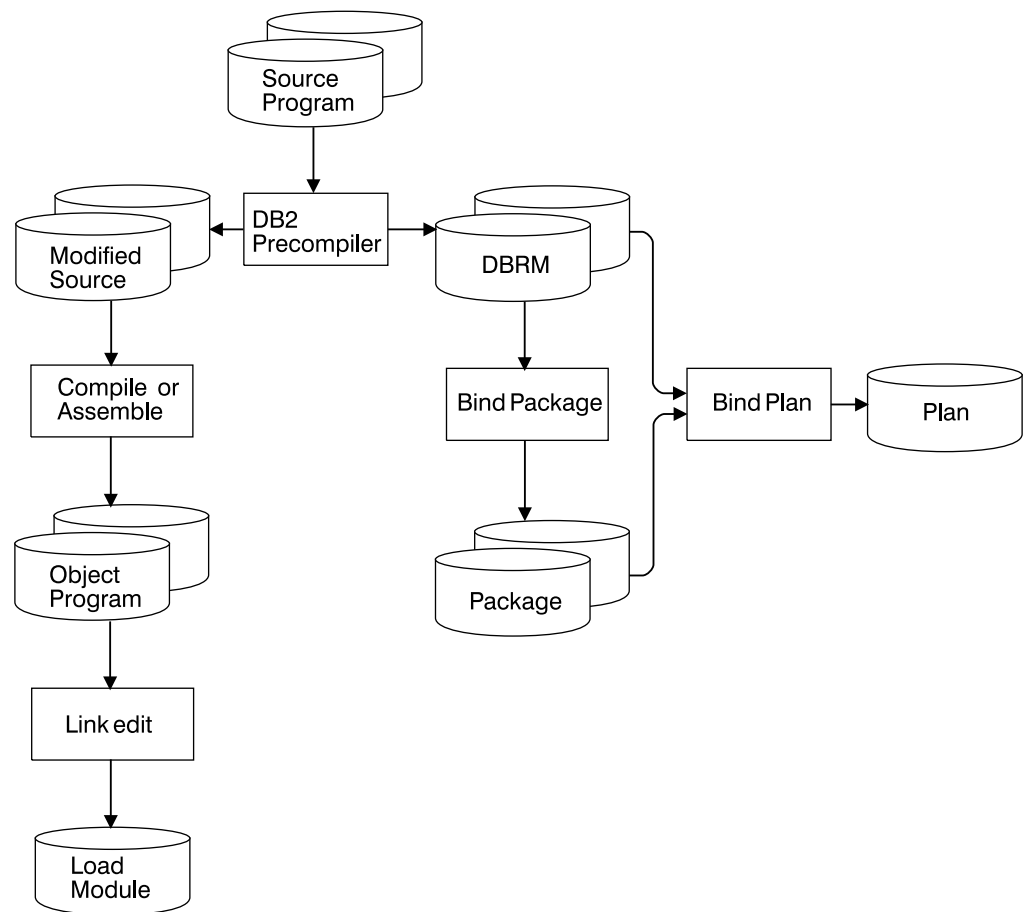 Source
Program
DB2
Precompiler
Modified
Source
DBRM
Compile or
Assemble
Bind Package
Bind Plan
Plan
Object
Program
Package
Link edit
Load
Module